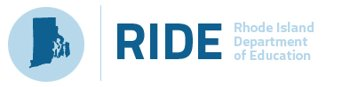 RIDE
Rhode Island
Department
of Education